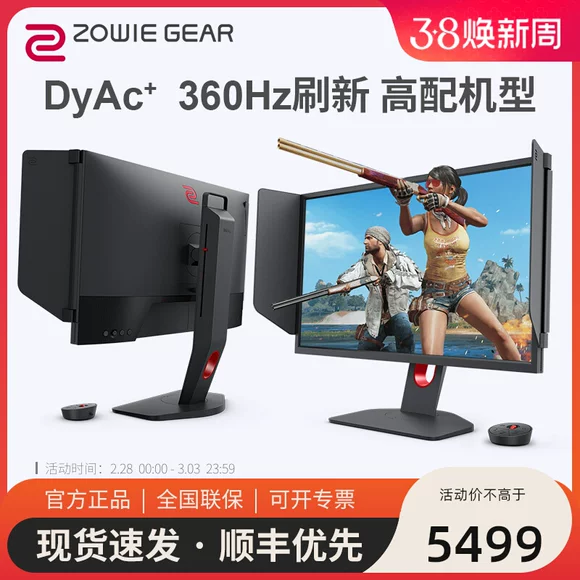 ZOWIE GEAR
3·8焕新周
DyAc⁺ 360Hz刷新 高配机型
活动时间：2.28 00:00 - 3.03 23:59
官方正品 | 全国联保 | 可开专票
现货速发 · 顺丰优先
活动价不高于
5499